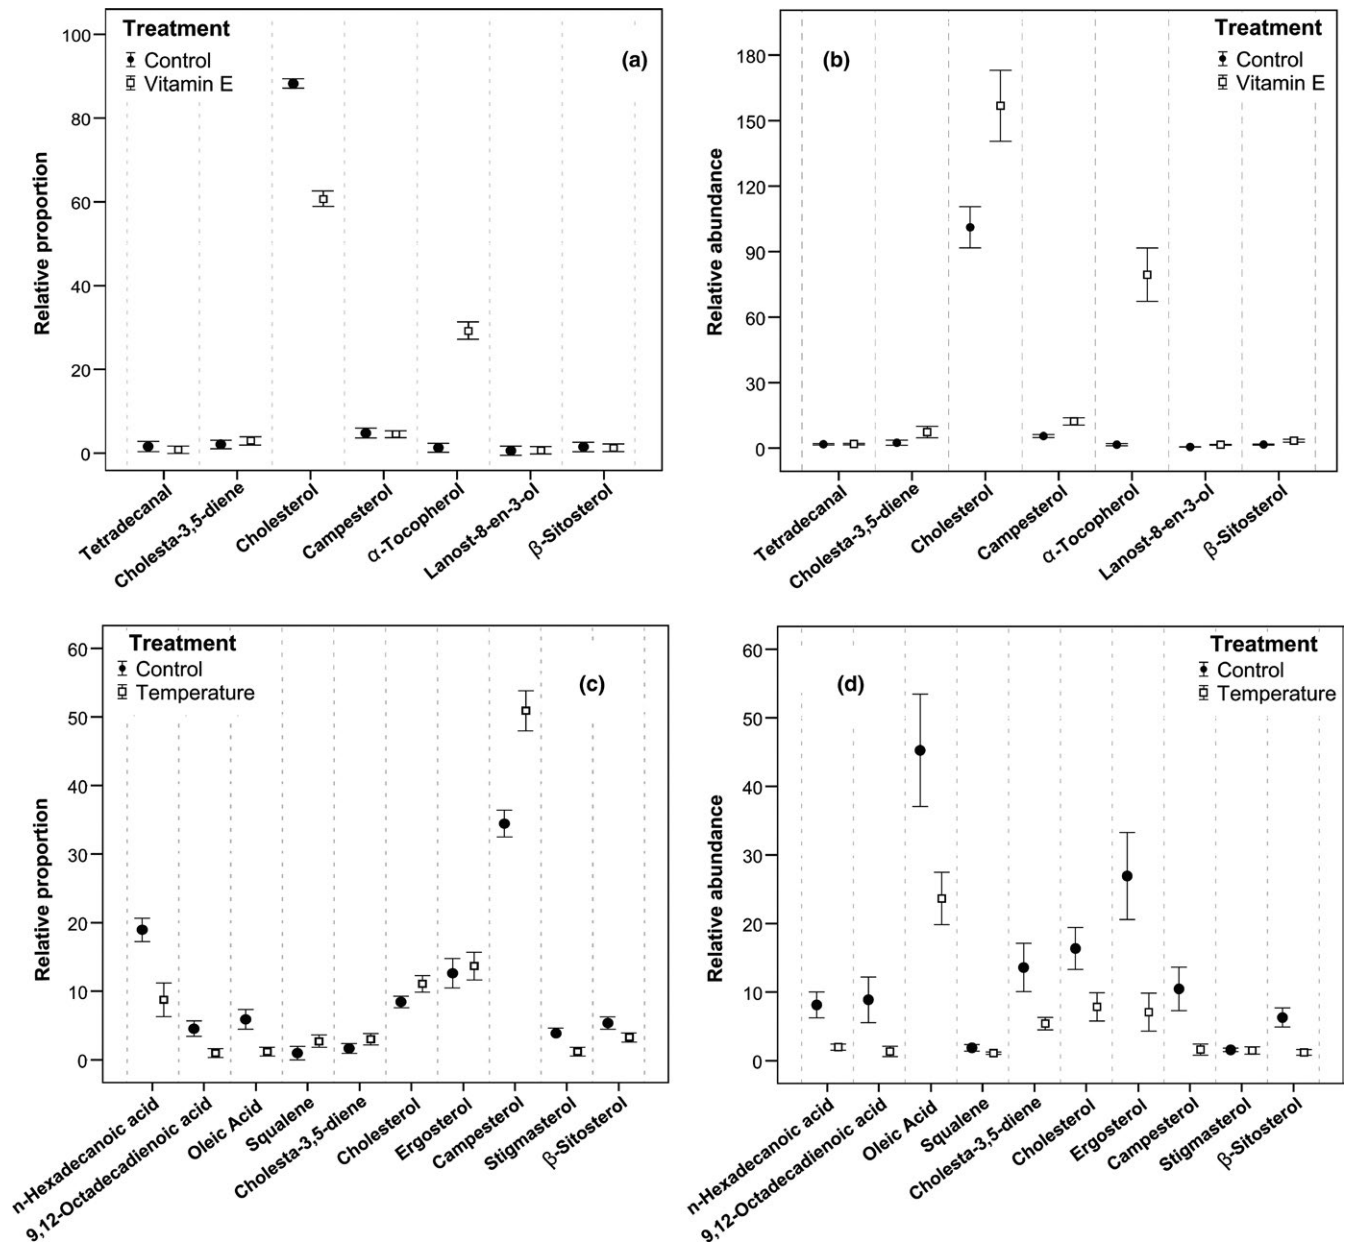 Treatment
Control
Vitamin E
(a)
100
80
60
40
20
0
Relative proportion
Tetradecanal
Cholesta-3,5-diene
Cholesterol
Campesterol
α-Tocopherol
Lanost-8-en-3-ol
β-Sitosterol
Treatment
Control
Vitamin E
(b)
180
150
120
90
60
30
0
Relative abundance
Tetradecanal
Cholesta-3,5-diene
Cholesterol
Campesterol
α-Tocopherol
Lanost-8-en-3-ol
β-Sitosterol
Treatment
Control
Temperature
(c)
60
50
40
30
20
10
0
Relative proportion
n-Hexadecanoic acid
9,12-Octadecadienoic acid
Oleic Acid
Squalene
Cholesta-3,5-diene
Cholesterol
Ergosterol
Campesterol
Stigmasterol
β-Sitosterol
Treatment
Control
Temperature
(d)
60
50
40
30
20
10
0
Relative abundance
n-Hexadecanoic acid
9,12-Octadecadienoic acid
Oleic Acid
Squalene
Cholesta-3,5-diene
Cholesterol
Ergosterol
Campesterol
Stigmasterol
β-Sitosterol